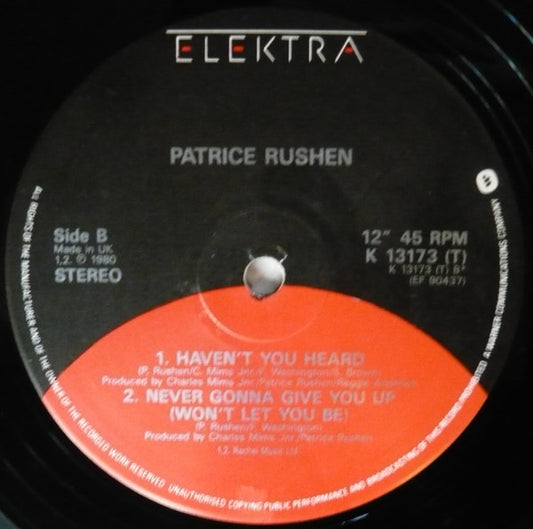 ELEKTRA
PATRICE RUSHEN
Side B
Made in UK
1.2. ℗ 1980
STEREO
12" 45 RPM
K 13173 (T)
K 13173 (T) B
(EF 90437)
1. HAVEN'T YOU HEARD
(P. Rushen/C. Mims Jnr./F. Washington/S. Brown)
Produced by Charles Mims Jnr./Patrice Rushen/Reggie Andrews
2. NEVER GONNA GIVE YOU UP
(WON'T LET YOU BE)
(P. Rushen/F. Washington)
Produced by Charles Mims Jnr./Patrice Rushen
1.2. Rachel Music Ltd
ALL RIGHTS OF THE MANUFACTURER AND OF THE OWNER OF THE RECORDED WORK RESERVED UNAUTHORISED COPYING PUBLIC PERFORMANCE AND BROADCASTING OF THIS RECORD PROHIBITED A WARNER COMMUNICATIONS COMPANY